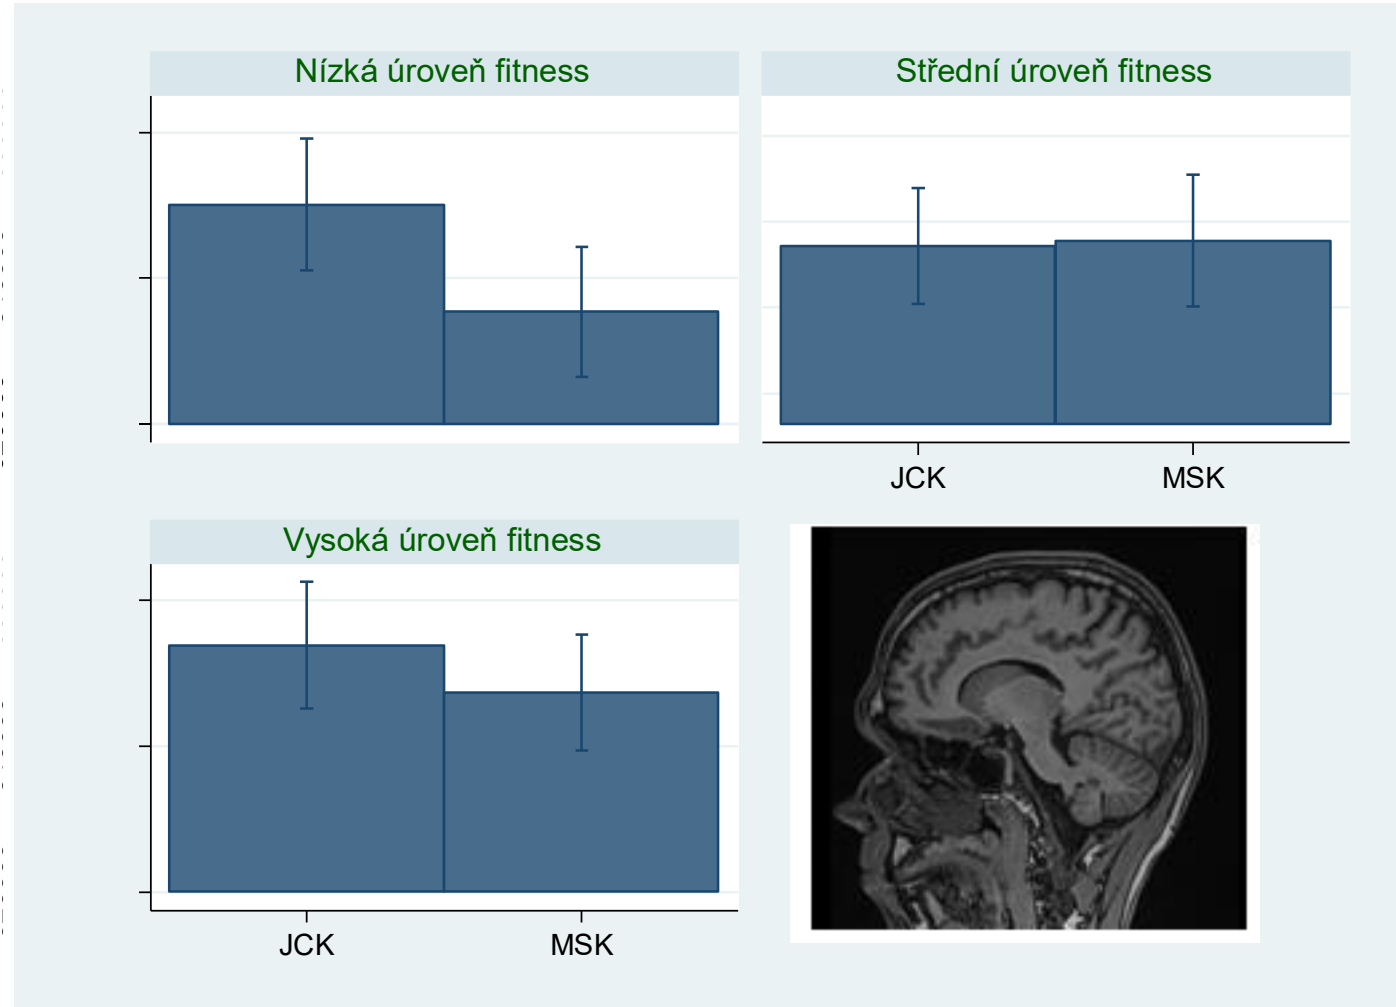 Nízká úroveň fitness
Střední úroveň fitness
JCK MSK
Vysoká úroveň fitness
JCK MSK